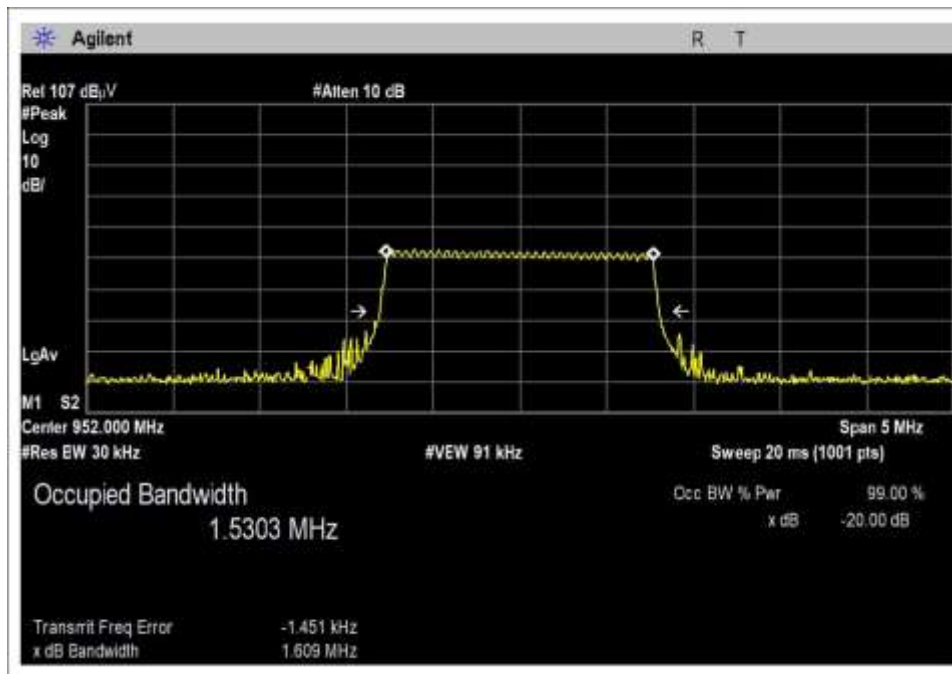 Agilent R T
Ref 107 dBµV #Atten 10 dB
#Peak
Log
10
dB/
LgAv
M1 S2
Center 952.000 MHz Span 5 MHz
#Res BW 30 kHz #VBW 91 kHz Sweep 20 ms (1001 pts)
Occupied Bandwidth
1.5303 MHz
Occ BW % Pwr 99.00 %
x dB -20.00 dB
Transmit Freq Error -1.451 kHz
x dB Bandwidth 1.609 MHz